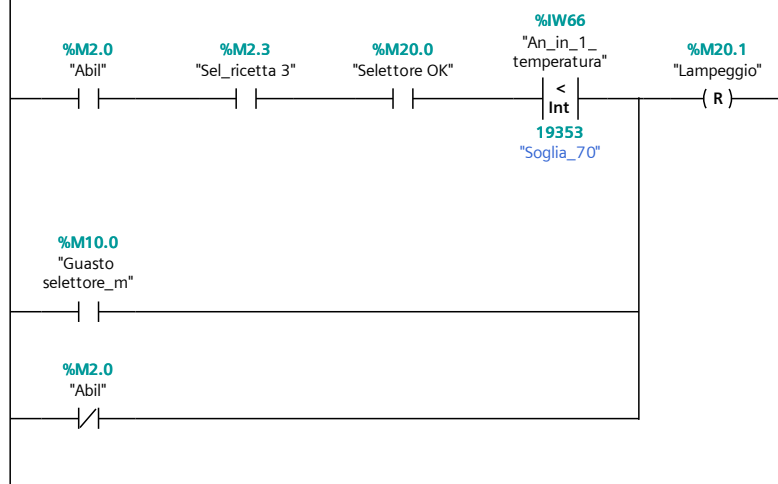 %IW66
%M2.0 %M2.3 %M20.0 "An_in_1_ %M20.1
"Abil" "Sel_ricetta 3" "Selettore OK" temperatura" "Lampeggio"
<
Int
R
19353
"Soglia_70"
%M10.0
"Guasto
selettore_m"
%M2.0
"Abil"